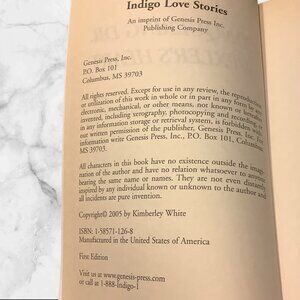 Indigo Love Stories
An imprint of Genesis Press Inc.
Publishing Company
Genesis Press, Inc.
P.O. Box 101
Columbus, MS 39703
All rights reserved. Except for use in any review, the reproduction
or utilization of this work in whole or in part in any form by any
electronic, mechanical, or other means, not known or hereafter
invented, including xerography, photocopying and recording, or
in any information storage or retrieval system, is forbidden with-
out written permission of the publisher, Genesis Press, Inc. For
information write Genesis Press, Inc., P.O. Box 101, Columbus,
MS 39703.
All characters in this book have no existence outside the imagi-
nation of the author and have no relation whatsoever to anyone
bearing the same name or names. They are not even distantly
inspired by any individual known or unknown to the author and
all incidents are pure invention.
Copyright© 2005 by Kimberley White
ISBN: 1-58571-126-8
Manufactured in the United States of America
First Edition
Visit us at www.genesis-press.com
or call at 1-888-Indigo-1